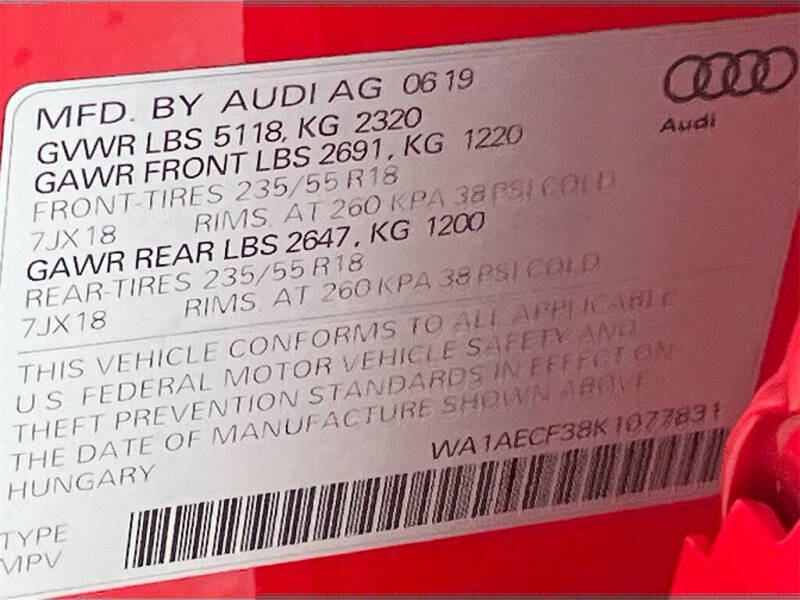 MFD. BY AUDI AG 06 19
GVWR LBS 5118, KG 2320
GAWR FRONT LBS 2691, KG 1220
FRONT-TIRES 235/55 R18
7JX18 RIMS, AT 260 KPA 38 PSI COLD
GAWR REAR LBS 2647, KG 1200
REAR-TIRES 235/55 R18
7JX18 RIMS, AT 260 KPA 38 PSI COLD
THIS VEHICLE CONFORMS TO ALL APPLICABLE
U S FEDERAL MOTOR VEHICLE SAFETY AND
THEFT PREVENTION STANDARDS IN EFFECT ON
THE DATE OF MANUFACTURE SHOWN ABOVE
HUNGARY
WA1AECF38K1077831
TYPE
MPV
Audi